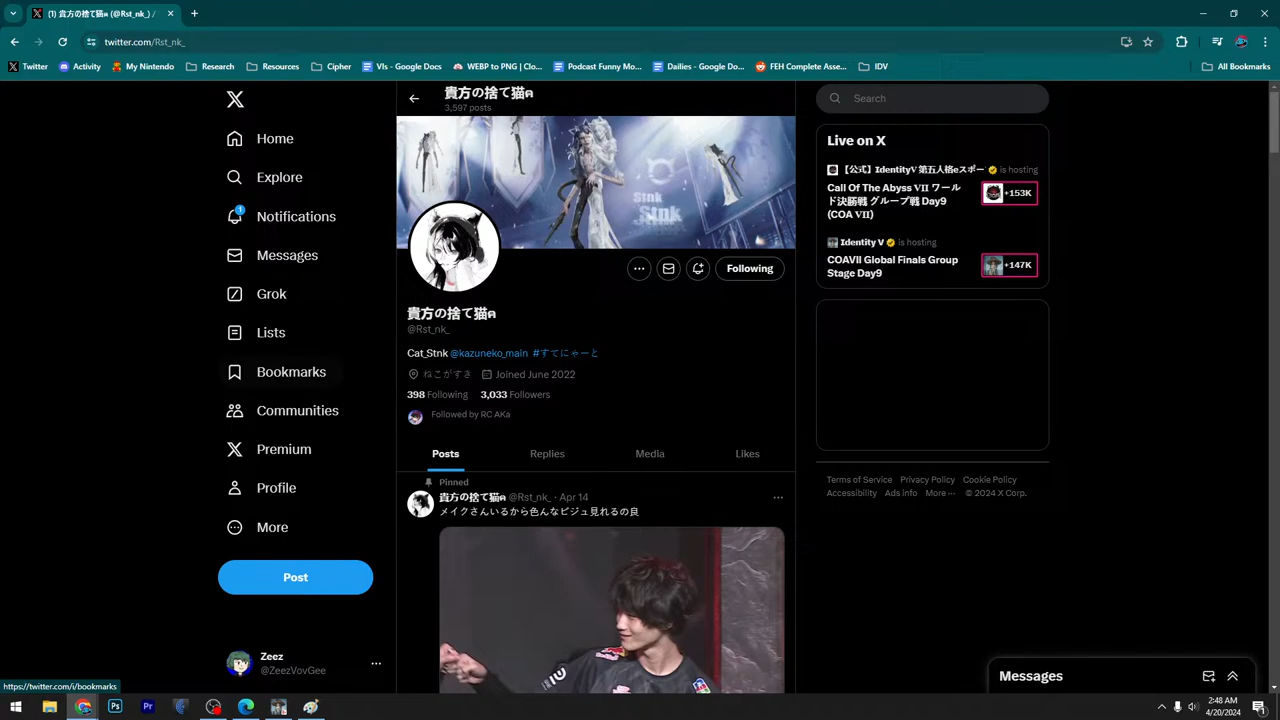 (1) 貴方の捨て猫ฅ (@Rst_nk_) /
twitter.com/Rst_nk_
Twitter
Activity
My Nintendo
Research
Resources
Cipher
VIs - Google Docs
WEBP to PNG | Clo...
Podcast Funny Mo...
Dailies - Google Do...
FEH Complete Asse...
IDV
All Bookmarks
貴方の捨て猫ฅ
3,597 posts
Search
Home
Explore
1
Notifications
Messages
Grok
Lists
Bookmarks
Communities
Premium
Profile
More
Post
Zeez
@ZeezVovGee
https://twitter.com/i/bookmarks
Stnk
Stnk
Following
貴方の捨て猫ฅ
@Rst_nk_
Cat_Stnk @kazuneko_main #すてにゃーと
ねこがすき Joined June 2022
398 Following 3,033 Followers
Followed by RC AKa
Posts
Replies
Media
Likes
Pinned
貴方の捨て猫ฅ @Rst_nk_ · Apr 14
メイクさんいるから色んなビジュ見れるの良
Live on X
【公式】IdentityⅤ 第五人格eスポー is hosting
Call Of The Abyss Ⅶ ワール
ド決勝戦 グループ戦 Day9
(COA Ⅶ)
+153K
Identity V is hosting
COAVII Global Finals Group
Stage Day9
+147K
Terms of Service Privacy Policy Cookie Policy
Accessibility Ads info More ··· © 2024 X Corp.
Messages
2:48 AM
4/20/2024
1